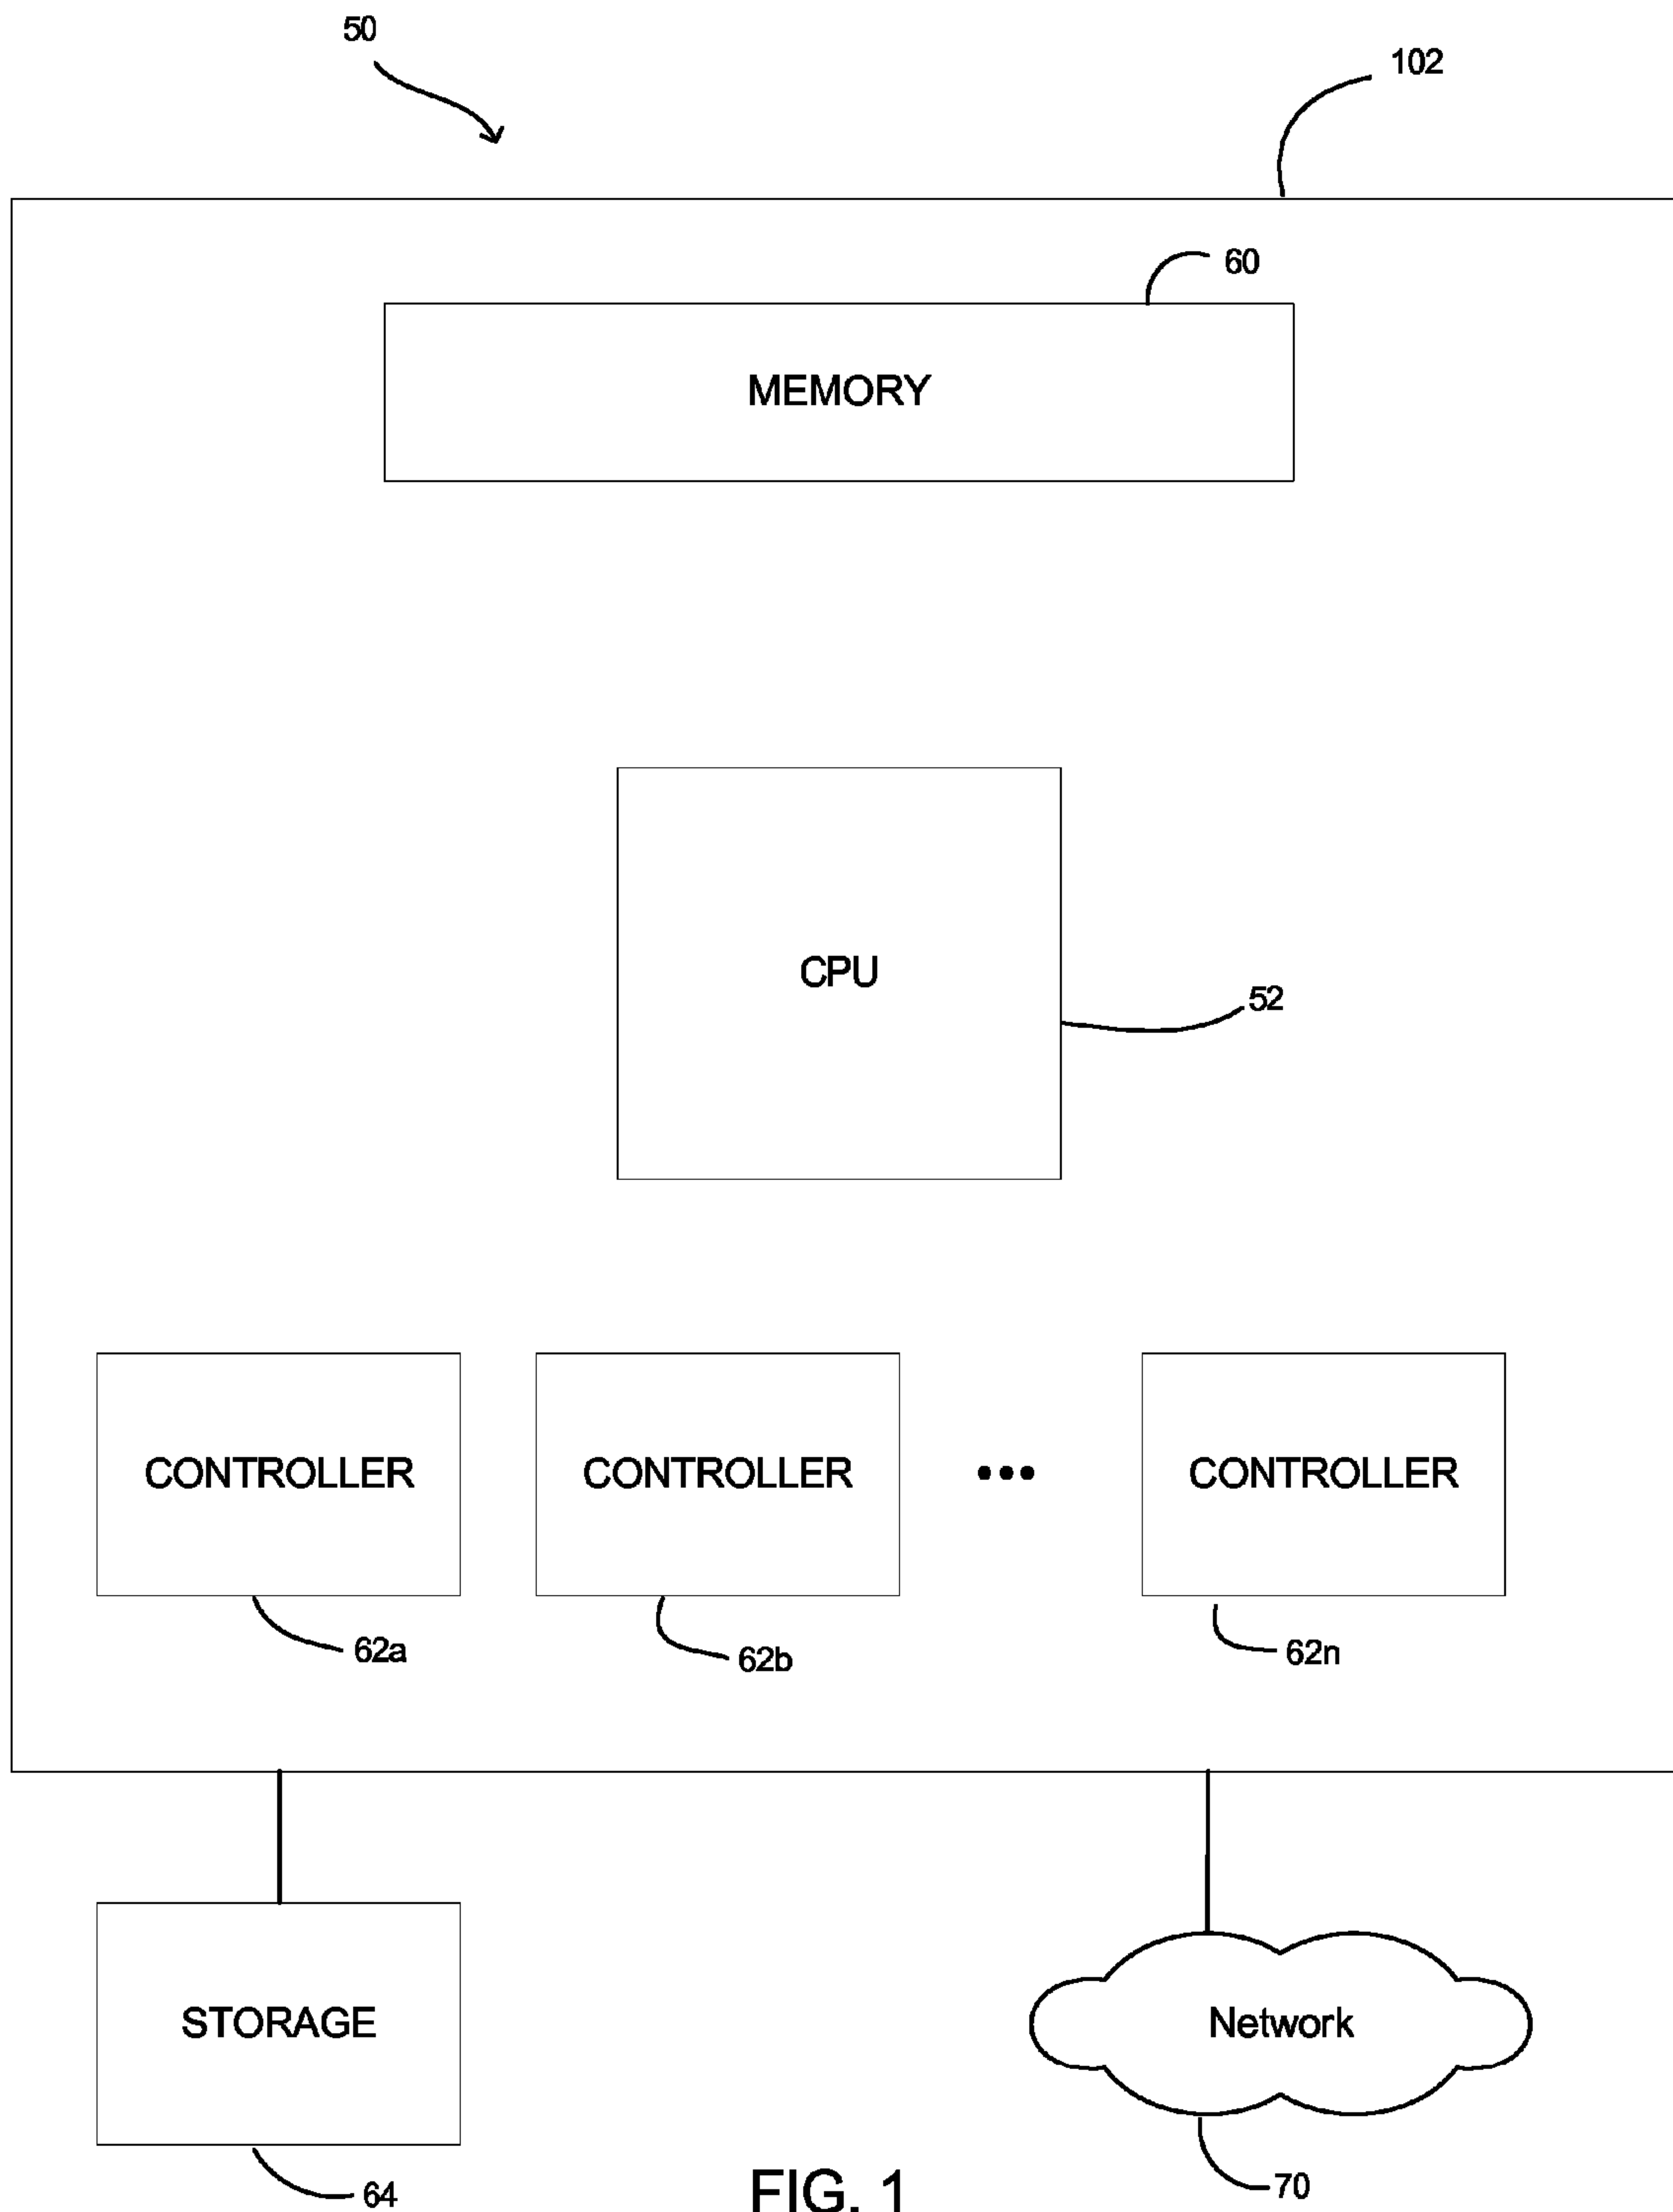 50
102
60
MEMORY
CPU
52
CONTROLLER
CONTROLLER
•••
CONTROLLER
62a
62b
62n
STORAGE
Network
64
FIG. 1
70